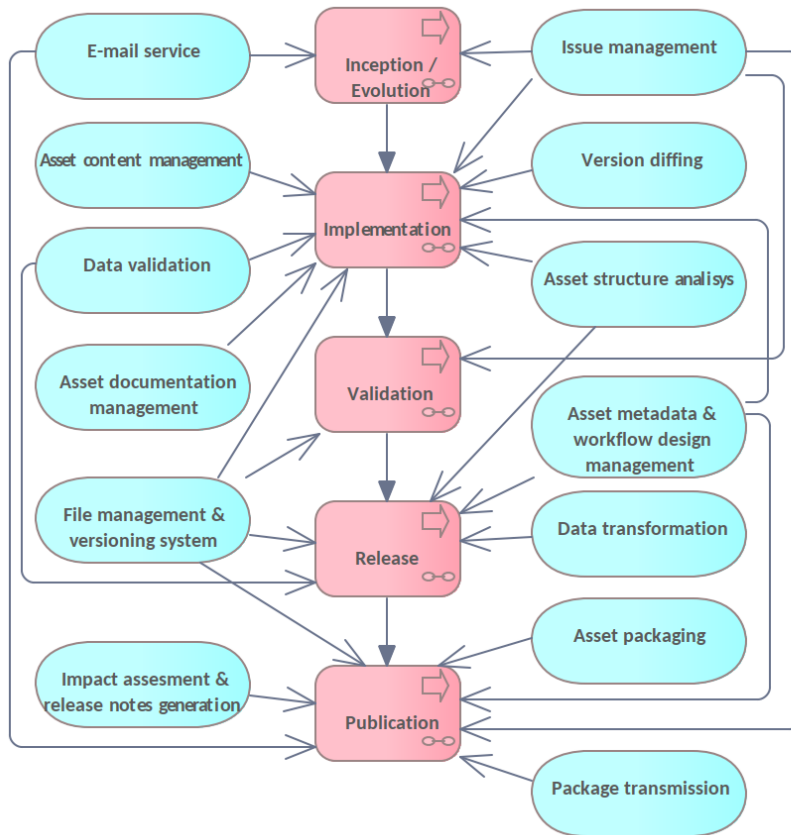 E-mail service
Inception /
Evolution
Issue management
Asset content management
Implementation
Version diffing
Data validation
Asset structure analisys
Asset documentation
management
Validation
Asset metadata &
workflow design
management
File management &
versioning system
Release
Data transformation
Impact assesment &
release notes generation
Publication
Asset packaging
Package transmission